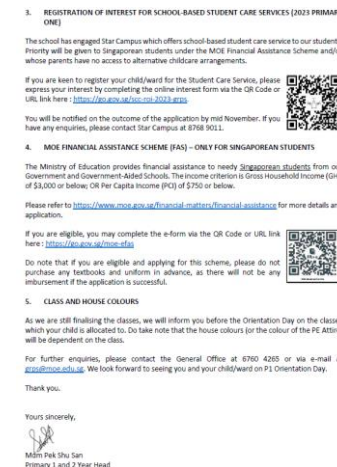 3. REGISTRATION OF INTEREST FOR SCHOOL-BASED STUDENT CARE SERVICES (2023 PRIMAR
ONE)
The school has engaged Star Campus which offers school-based student care service to our student
Priority will be given to Singaporean students under the MOE Financial Assistance Scheme and/
whose parents have no access to alternative childcare arrangements.
If you are keen to register your child/ward for the Student Care Service, please
express your interest by completing the online interest form via the QR Code or
URL link here : https://go.gov.sg/scc-roi-2023-grps.
You will be notified on the outcome of the application by mid November. If you
have any enquiries, please contact Star Campus at 8768 9011.
4. MOE FINANCIAL ASSISTANCE SCHEME (FAS) – ONLY FOR SINGAPORE STUDENTS
The Ministry of Education provides financial assistance to needy Singaporean students from ou
Government and Government-Aided Schools. The income criterion is Gross Household Income (GH
of $3,000 or below; OR Per Capita Income (PCI) of $750 or below.
Please refer to https://www.moe.gov.sg/financial-matters/financial-assistance for more details an
application.
If you are eligible, you may complete the e-form via the QR Code or URL link
here : https://go.gov.sg/moe-efas
Do note that if you are eligible and applying for this scheme, please do not
purchase any textbooks and uniform in advance, as there will not be any
imbursement if the application is successful.
5. CLASS AND HOUSE COLOURS
As we are still finalising the classes, we will inform you before the Orientation Day on the classe
which your child is allocated to. Do take note that the house colours (or the colour of the PE Attir
will be dependent on the class.
For further enquiries, please contact the General Office at 6760 4265 or via e-mail a
grps@moe.edu.sg. We look forward to seeing you and your child/ward on P1 Orientation Day.
Thank you.
Yours sincerely,
Mdm Pek Shu San
Primary 1 and 2 Year Head